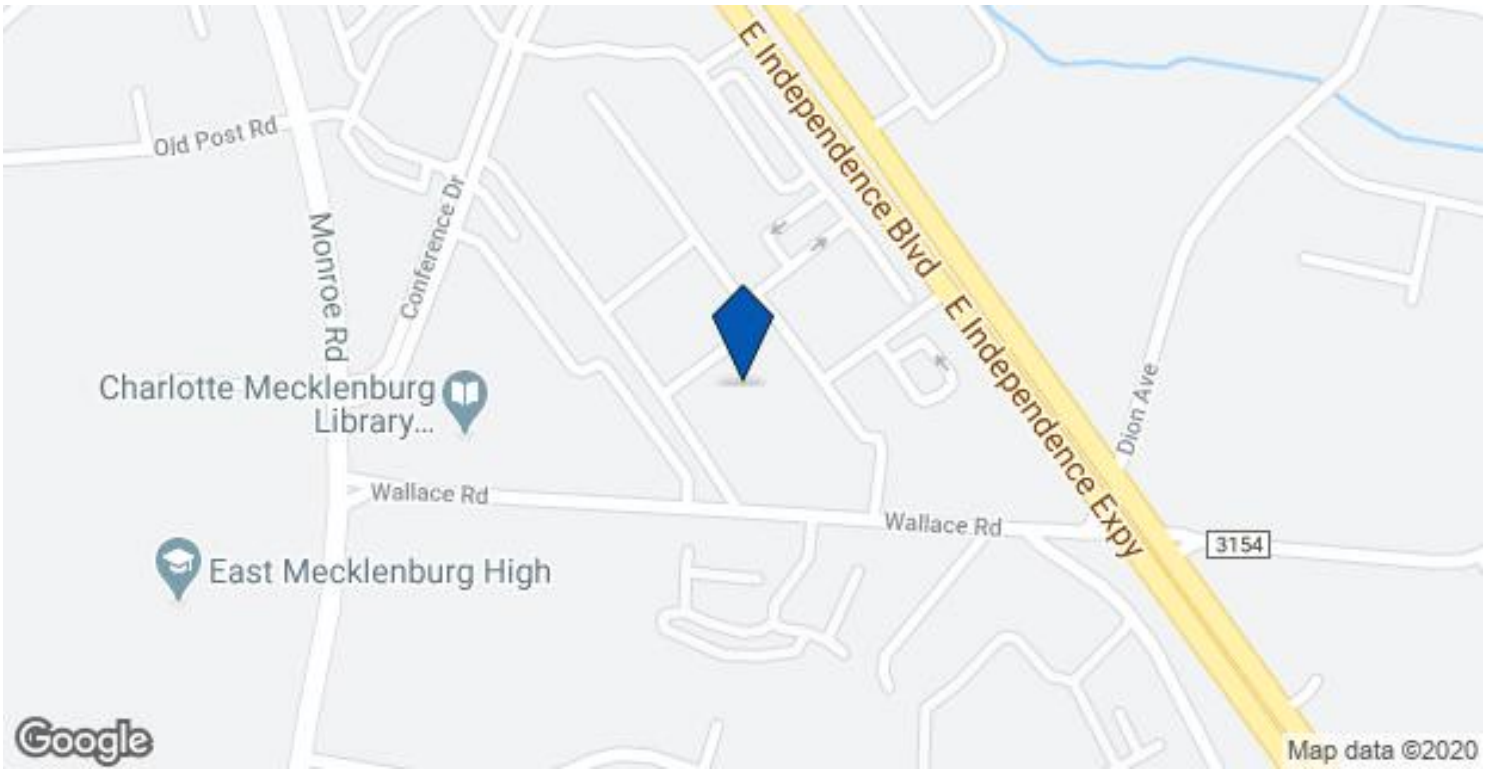 E Independence Blvd
Old Post Rd
Conference Dr
Monroe Rd
E Independence Expy
Charlotte Mecklenburg
Library...
Dion Ave
Wallace Rd
Wallace Rd
3154
East Mecklenburg High
Google
Map data ©2020